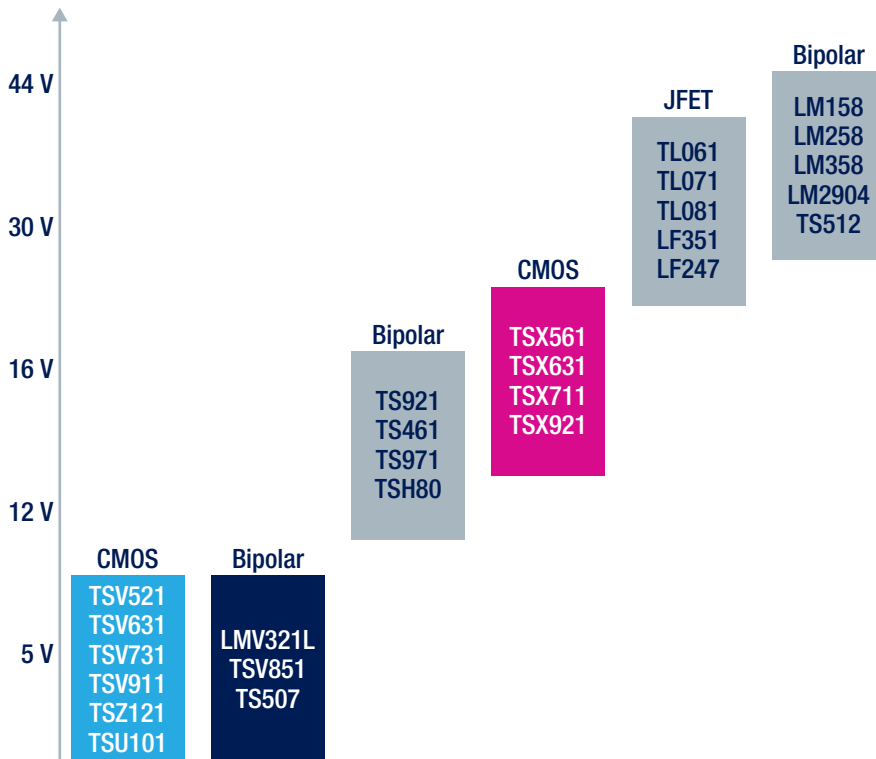 44 V
30 V
16 V
12 V
5 V
CMOS
TSV521
TSV631
TSV731
TSV911
TSZ121
TSU101
Bipolar
LMV321L
TSV851
TS507
Bipolar
TS921
TS461
TS971
TSH80
CMOS
TSX561
TSX631
TSX711
TSX921
JFET
TL061
TL071
TL081
LF351
LF247
Bipolar
LM158
LM258
LM358
LM2904
TS512